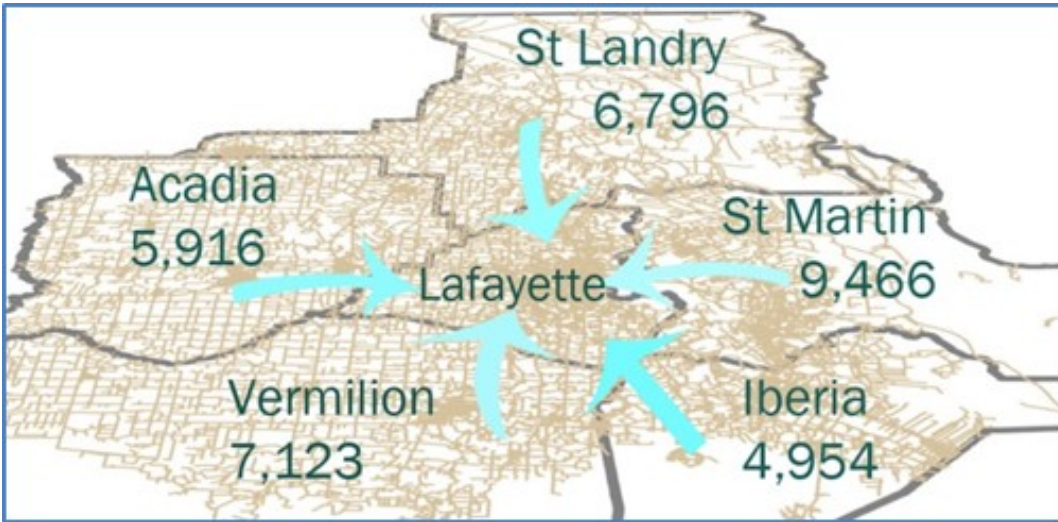 St Landry
6,796
Acadia
5,916
St Martin
9,466
Lafayette
Vermilion
7,123
Iberia
4,954